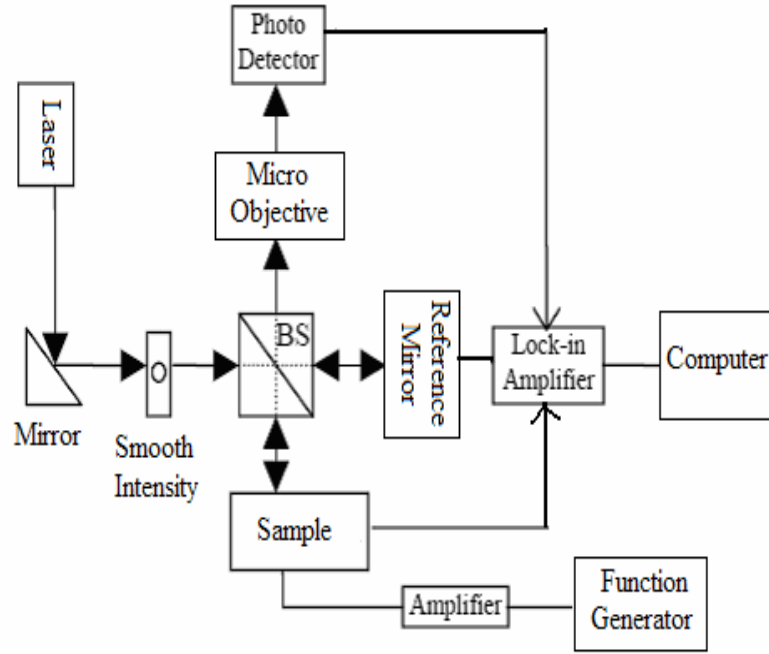 Photo
Detector
Laser
Micro
Objective
BS
Reference
Mirror
Lock-in
Amplifier
Computer
Mirror
Smooth
Intensity
Sample
Amplifier
Function
Generator